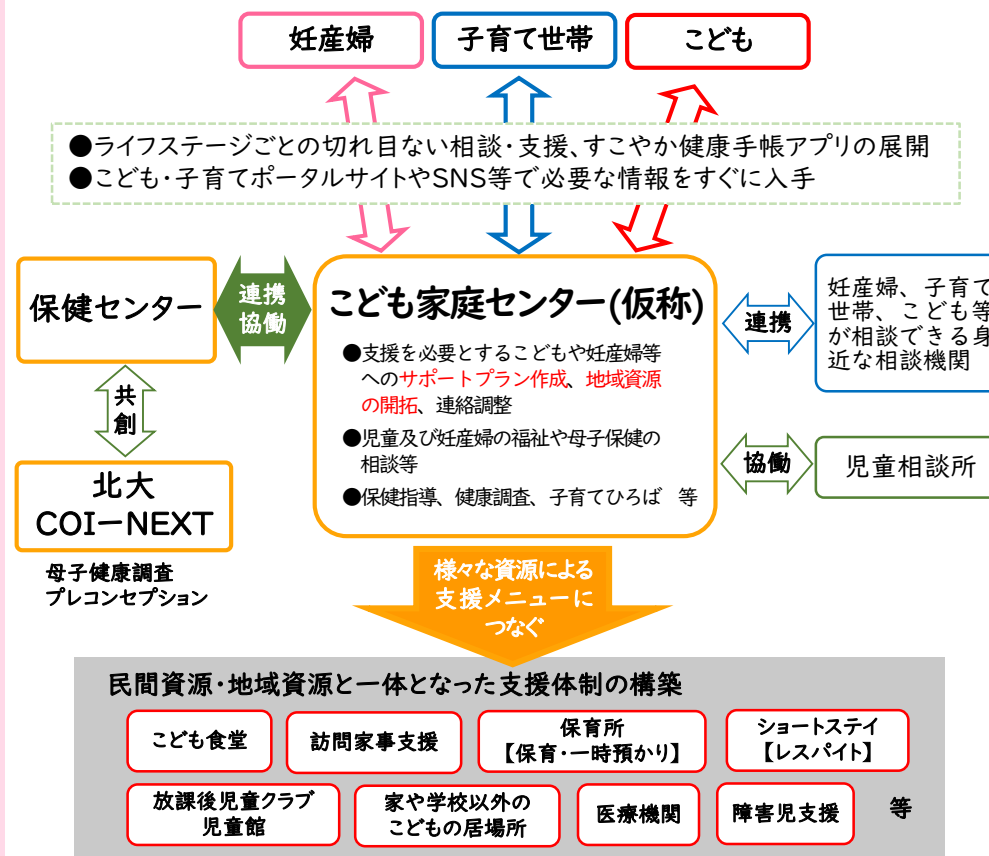 妊産婦
子育て世帯
こども
●ライフステージごとの切れ目ない相談・支援、すこやか健康手帳アプリの展開
●こども・子育てポータルサイトやSNS等で必要な情報をすぐに入手
保健センター
連携
協働
こども家庭センター(仮称)
●支援を必要とするこどもや妊産婦等
へのサポートプラン作成、地域資源
の開拓、連絡調整
●児童及び妊産婦の福祉や母子保健の
相談等
●保健指導、健康調査、子育てひろば　等
連携
妊産婦、子育て
世帯、こども等
が相談できる身
近な相談機関
協働
児童相談所
共
創
北大
COI－NEXT
母子健康調査
プレコンセプション
様々な資源による
支援メニューに
つなぐ
民間資源・地域資源と一体となった支援体制の構築
こども食堂
訪問家事支援
保育所
【保育・一時預かり】
ショートステイ
【レスパイト】
放課後児童クラブ
児童館
家や学校以外の
こどもの居場所
医療機関
障害児支援
等